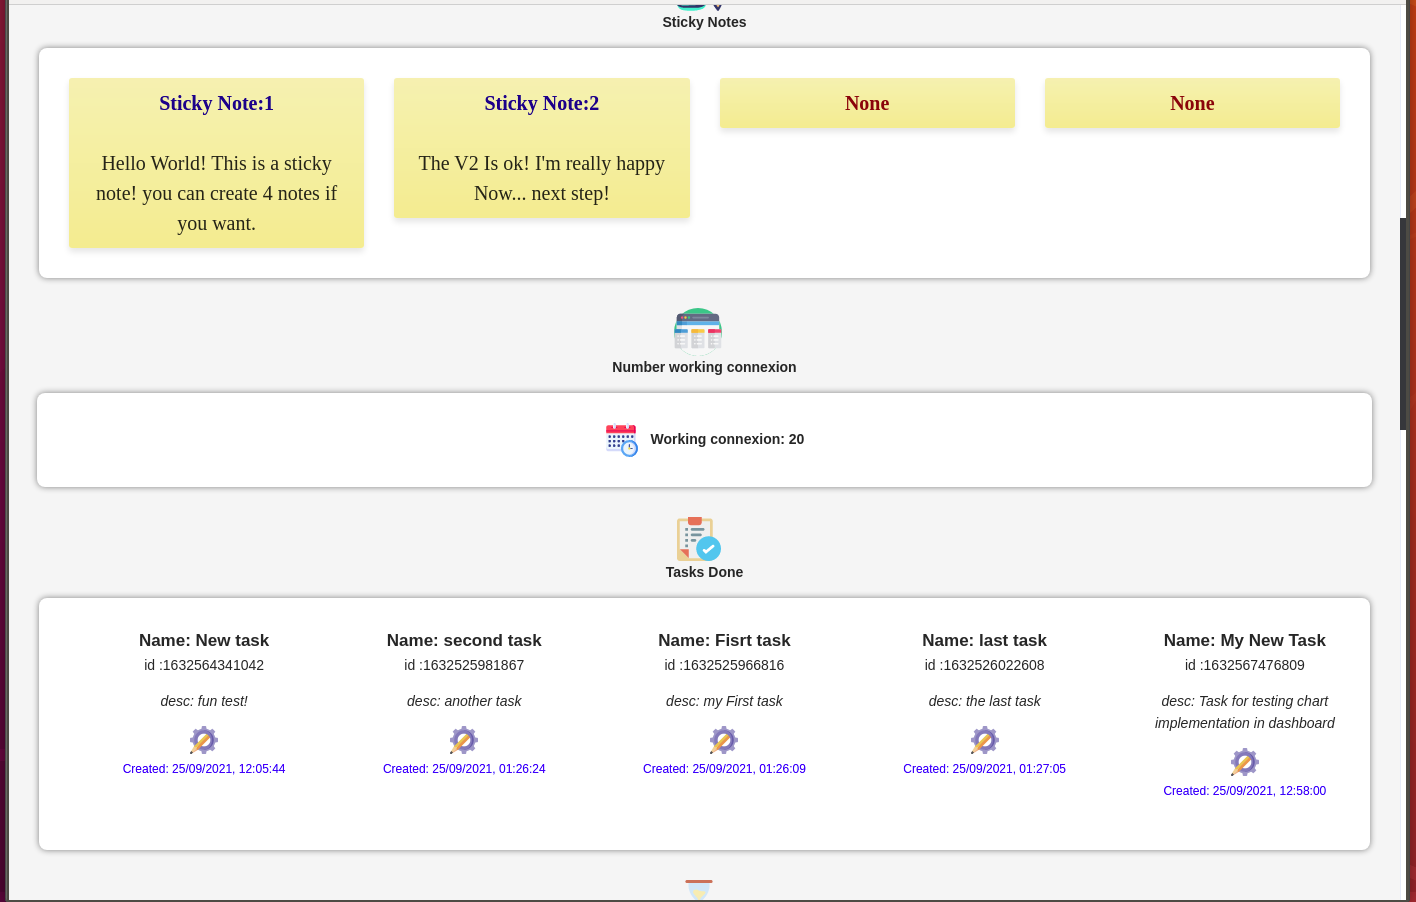 Sticky Notes
Sticky Note:1
Hello World! This is a sticky
note! you can create 4 notes if
you want.
Sticky Note:2
The V2 Is ok! I'm really happy
Now... next step!
None
None
Number working connexion
Working connexion: 20
Tasks Done
Name: New task
id :1632564341042
desc: fun test!
Created: 25/09/2021, 12:05:44
Name: second task
id :1632525981867
desc: another task
Created: 25/09/2021, 01:26:24
Name: Fisrt task
id :1632525966816
desc: my First task
Created: 25/09/2021, 01:26:09
Name: last task
id :1632526022608
desc: the last task
Created: 25/09/2021, 01:27:05
Name: My New Task
id :1632567476809
desc: Task for testing chart
implementation in dashboard
Created: 25/09/2021, 12:58:00